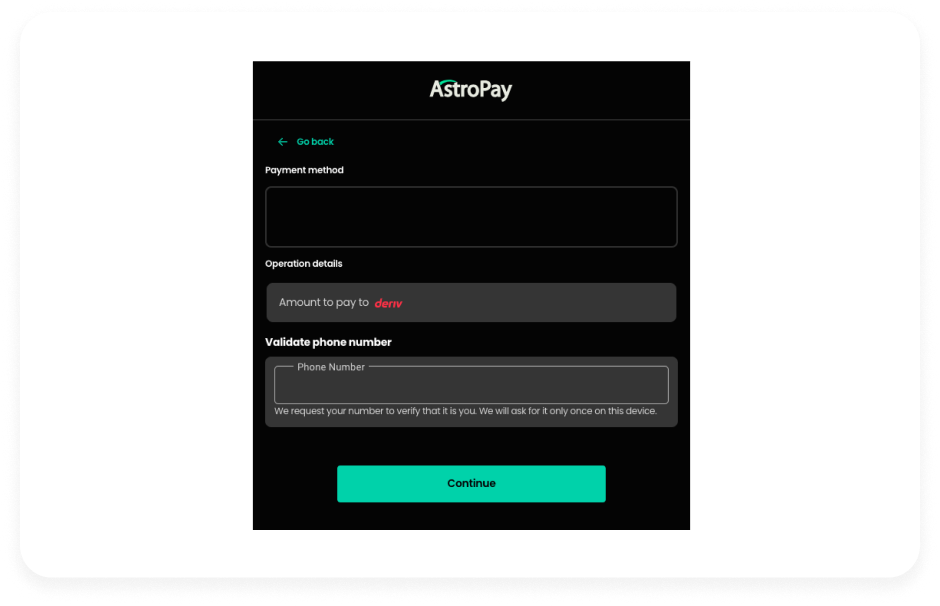 AstroPay
← Go back
Payment method
Operation details
Amount to pay to deriv
Validate phone number
Phone Number
We request your number to verify that it is you. We will ask for it only once on this device.
Continue